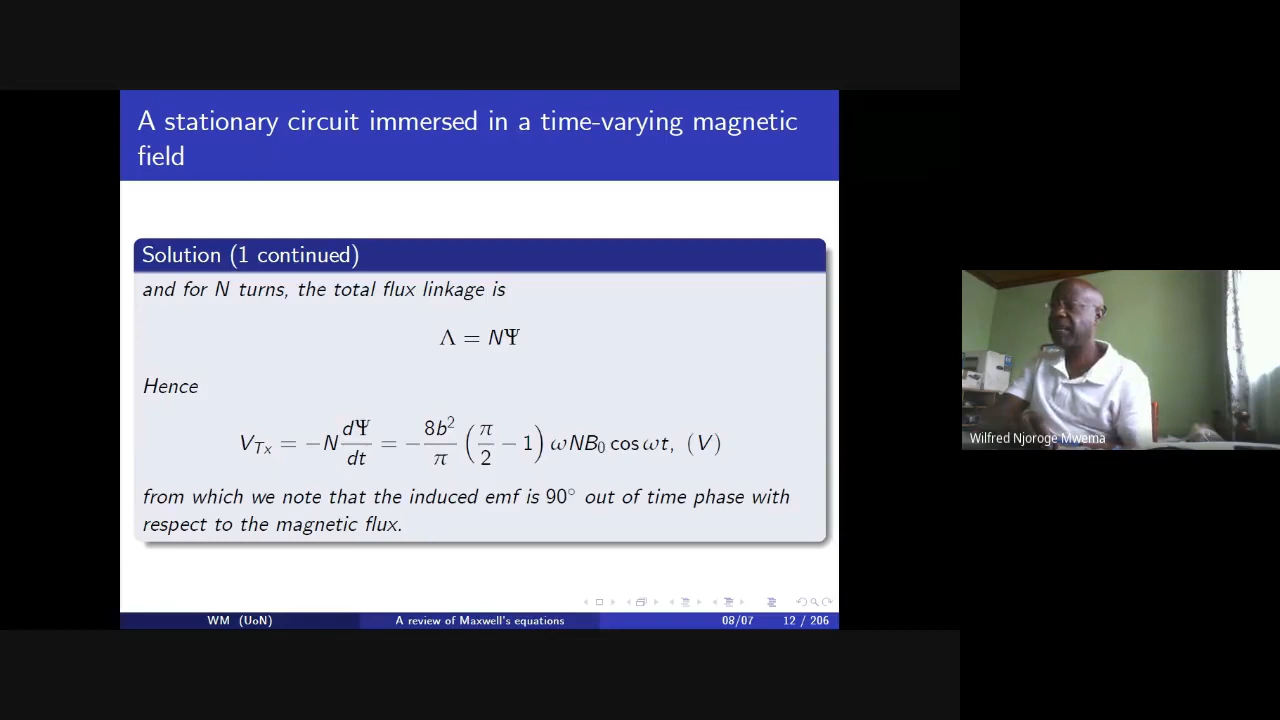 A stationary circuit immersed in a time-varying magnetic
field
Solution (1 continued)
and for N turns, the total flux linkage is
Λ = NΨ
Hence
V_{Tx} = −N dΨ/dt = −8b²/π (π/2 − 1) ωNB₀ cos ωt, (V)
from which we note that the induced emf is 90° out of time phase with
respect to the magnetic flux.
WM (UoN) A review of Maxwell's equations 08/07 12 / 206
Wilfred Njoroge Mwema